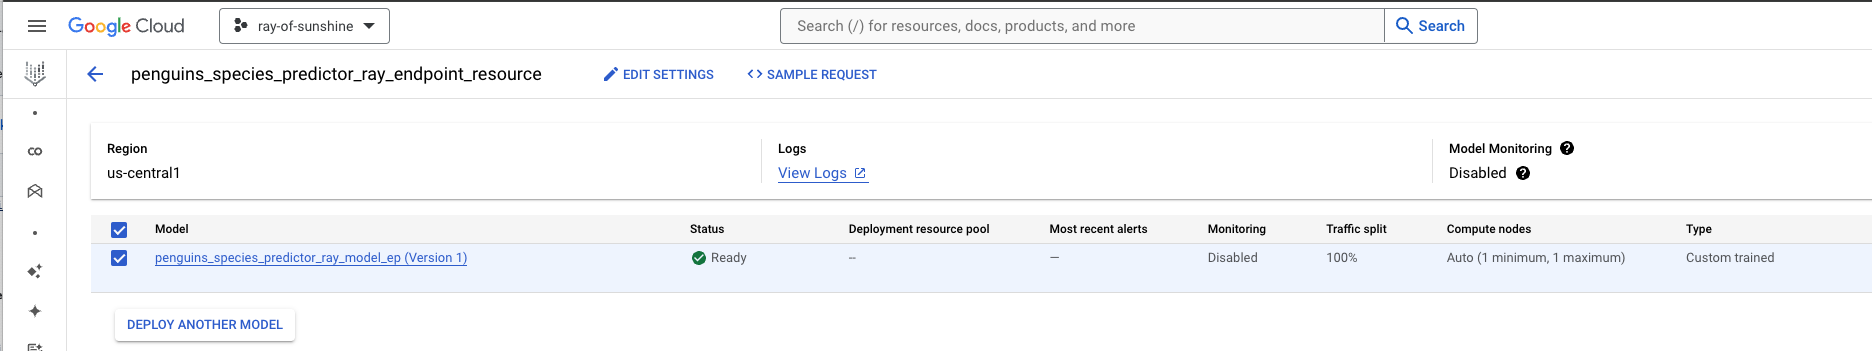 Google Cloud ray-of-sunshine Search (/) for resources, docs, products, and more Search
penguins_species_predictor_ray_endpoint_resource EDIT SETTINGS <> SAMPLE REQUEST
Region Logs Model Monitoring ?
us-central1 View Logs Disabled ?
Model Status Deployment resource pool Most recent alerts Monitoring Traffic split Compute nodes Type
penguins_species_predictor_ray_model_ep (Version 1) Ready -- — Disabled 100% Auto (1 minimum, 1 maximum) Custom trained
DEPLOY ANOTHER MODEL